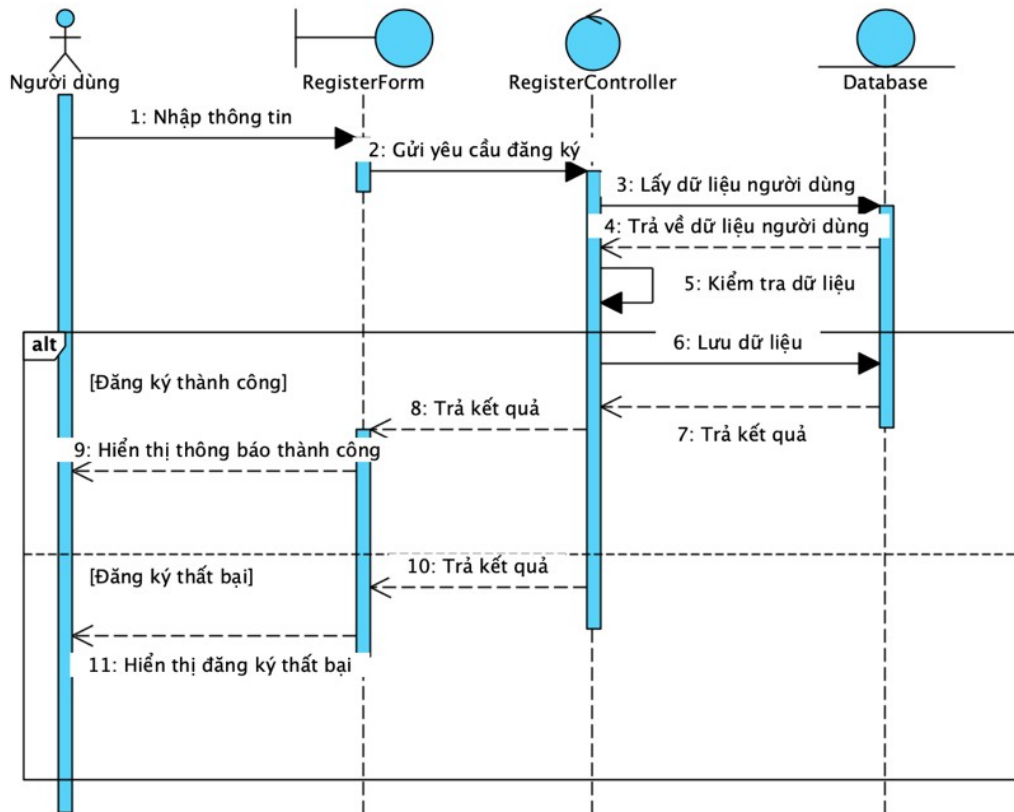 Người dùng
RegisterForm
RegisterController
Database
1: Nhập thông tin
2: Gửi yêu cầu đăng ký
3: Lấy dữ liệu người dùng
4: Trả về dữ liệu người dùng
5: Kiểm tra dữ liệu
alt
6: Lưu dữ liệu
[Đăng ký thành công]
8: Trả kết quả
7: Trả kết quả
9: Hiển thị thông báo thành công
10: Trả kết quả
[Đăng ký thất bại]
11: Hiển thị đăng ký thất bại